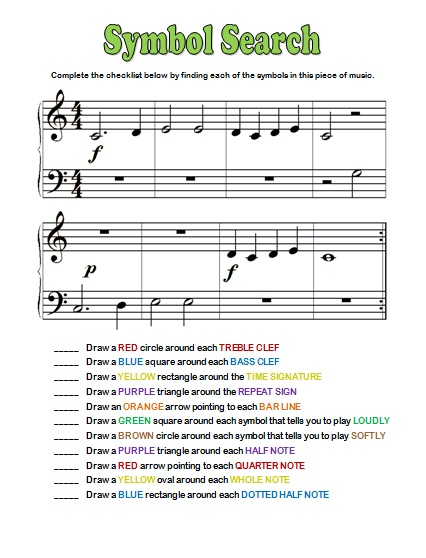 Symbol Search
Complete the checklist below by finding each of the symbols in this piece of music.
4
4
f
4
4
p
f
_____ Draw a RED circle around each TREBLE CLEF
_____ Draw a BLUE square around each BASS CLEF
_____ Draw a YELLOW rectangle around the TIME SIGNATURE
_____ Draw a PURPLE triangle around the REPEAT SIGN
_____ Draw an ORANGE arrow pointing to each BAR LINE
_____ Draw a GREEN square around each symbol that tells you to play LOUDLY
_____ Draw a BROWN circle around each symbol that tells you to play SOFTLY
_____ Draw a PURPLE triangle around each HALF NOTE
_____ Draw a RED arrow pointing to each QUARTER NOTE
_____ Draw a YELLOW oval around each WHOLE NOTE
_____ Draw a BLUE rectangle around each DOTTED HALF NOTE